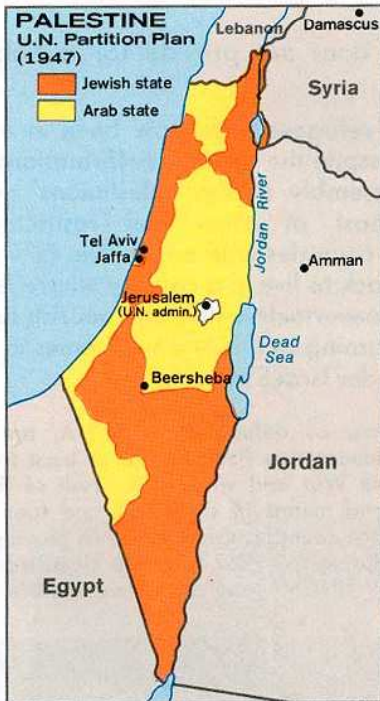 PALESTINE
U.N. Partition Plan
(1947)
Jewish state
Arab state
Lebanon
Damascus
Syria
Jordan River
Tel Aviv
Jaffa
Amman
Jerusalem
(U.N. admin.)
Dead
Sea
Beersheba
Jordan
Egypt